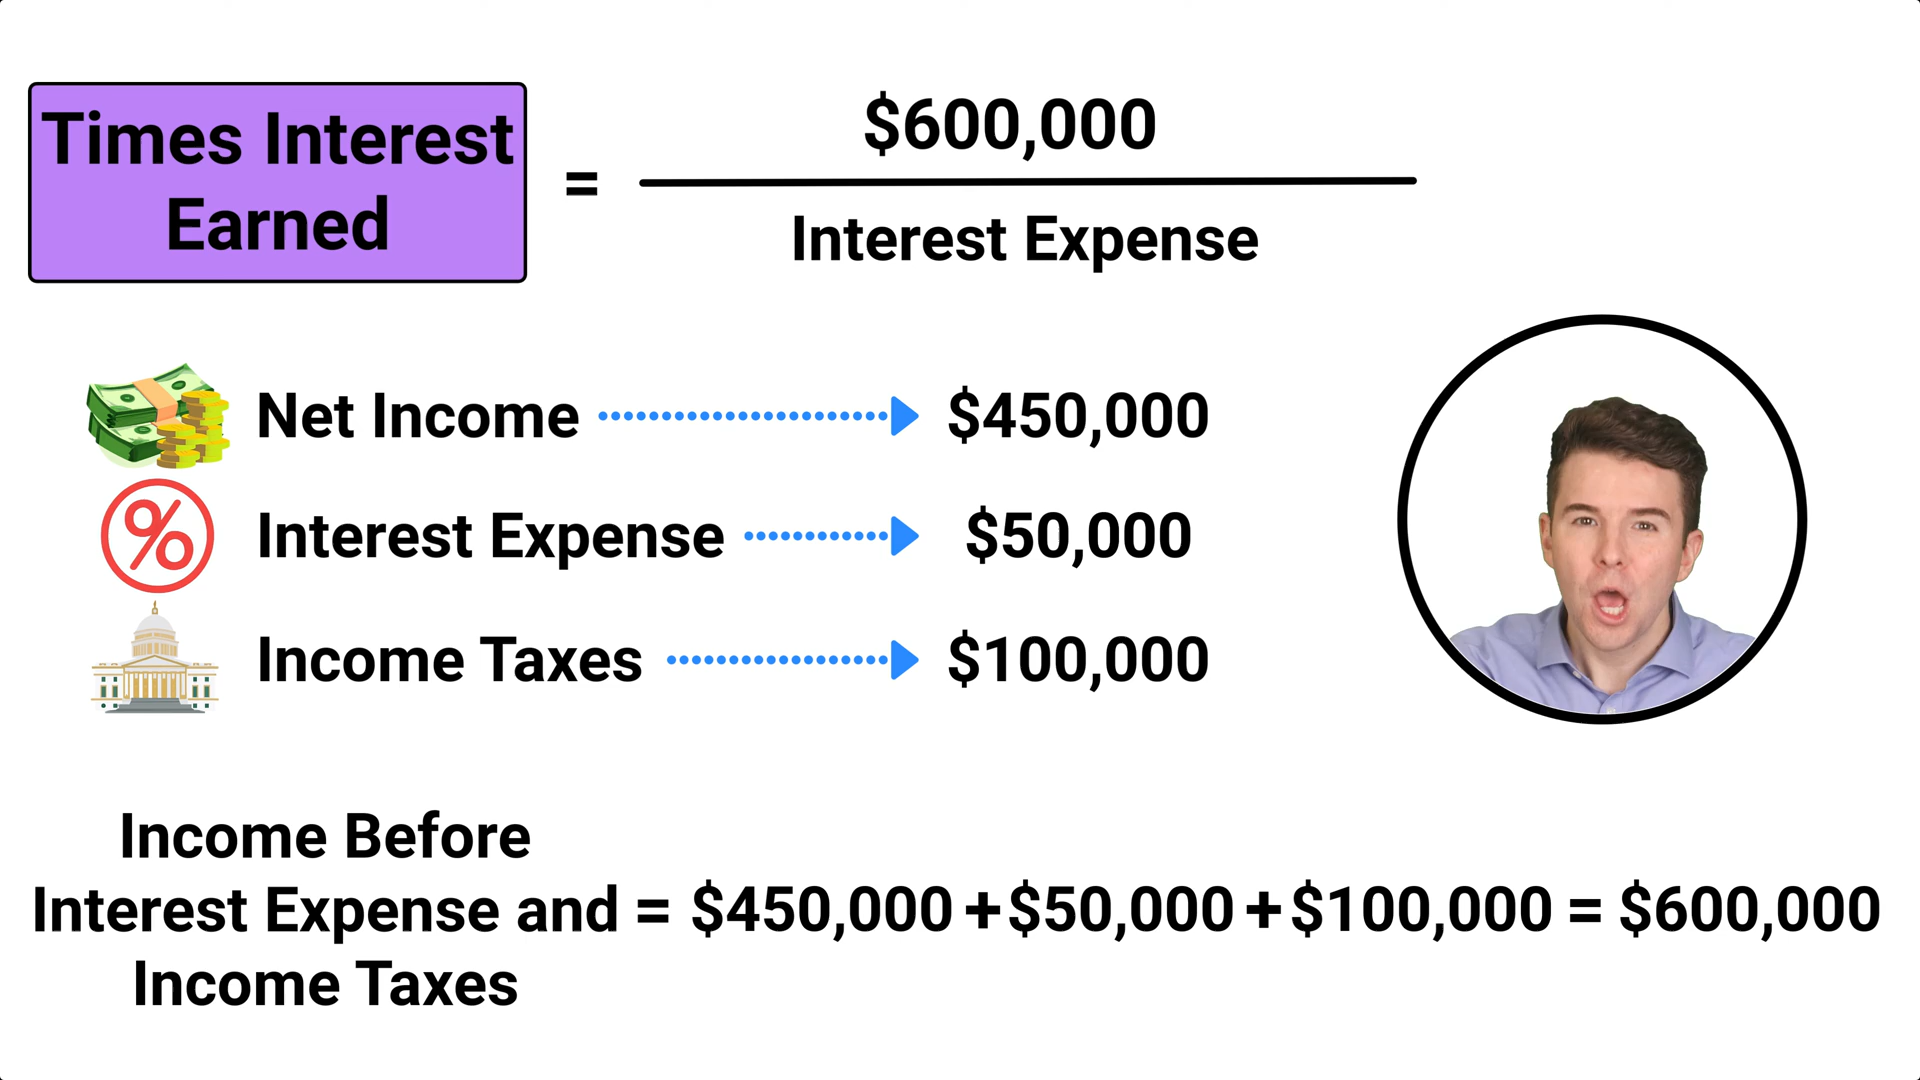 Times Interest
Earned
=
$600,000
Interest Expense
Net Income $450,000
% Interest Expense $50,000
Income Taxes $100,000
Income Before
Interest Expense and = $450,000 + $50,000 + $100,000 = $600,000
Income Taxes